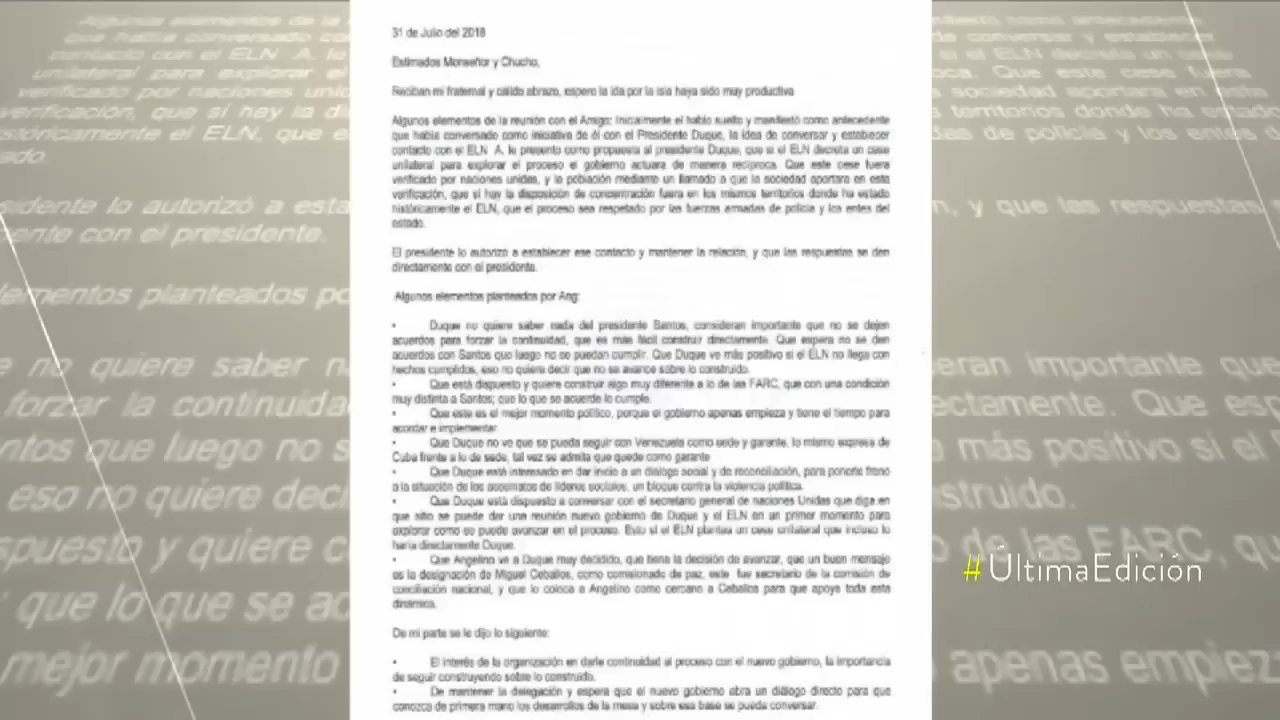 31 de Julio del 2018
Estimados Monseñor y Chucho,
Reciban mi fraternal y cálido abrazo, espero la ida por la isla haya sido muy productiva
Algunos elementos de la reunión con el Amigo: Inicialmente el hablo suelto y manifestó como antecedente
que había conversado como iniciativa de él con el Presidente Duque, la idea de conversar y establecer
contacto con el ELN A. le presento como propuesta al presidente Duque, que si el ELN decreta un cese
unilateral para explorar el proceso el gobierno actuara de manera reciproca. Que este cese fuera
verificado por naciones unidas, y la población mediante un llamado a que la sociedad aportara en esta
verificación, que si hay la disposición de concentración fuera en los mismos territorios donde ha estado
históricamente el ELN, que el proceso sea respetado por las fuerzas armadas de policía y los entes del
estado.
El presidente lo autorizó a establecer ese contacto y mantener la relación, y que las respuestas se den
directamente con el presidente.
Algunos elementos planteados por Ang:
• Duque no quiere saber nada del presidente Santos, consideran importante que no se dejen
acuerdos para forzar la continuidad, que es más fácil construir directamente. Que espera no se den
acuerdos con Santos que luego no se puedan cumplir. Que Duque ve más positivo si el ELN no llega con
hechos cumplidos, eso no quiere decir que no se avance sobre lo construido.
• Que está dispuesto y quiere construir algo muy diferente a lo de las FARC, que con una condición
muy distinta a Santos; que lo que se acuerde lo cumple.
• Que este es el mejor momento político, porque el gobierno apenas empieza y tiene el tiempo para
acordar e implementar.
• Que Duque no ve que se pueda seguir con Venezuela como sede y garante, lo mismo expresa de
Cuba frente a lo de sede, tal vez se admita que quede como garante
• Que Duque está interesado en dar inicio a un dialogo social y de reconciliación, para ponerle freno
a la situación de los asesinatos de líderes sociales, un bloque contra la violencia política.
• Que Duque está dispuesto a conversar con el secretario general de naciones Unidas que diga en
que sitio se puede dar una reunión nuevo gobierno de Duque y el ELN en un primer momento para
explorar como se puede avanzar en el proceso. Esto si el ELN plantea un cese unilateral que incluso lo
haría directamente Duque.
• Que Angelino ve a Duque muy decidido, que tiene la decisión de avanzar, que un buen mensaje
es la designación de Miguel Ceballos, como comisionado de paz, este fue secretario de la comisión de
conciliación nacional, y que lo coloca a Angelino como cercano a Ceballos para que apoye toda esta
dinámica.
De mi parte se le dijo lo siguiente:
• El interés de la organización en darle continuidad al proceso con el nuevo gobierno, la importancia
de seguir construyendo sobre lo construido.
• De mantener la delegación y espera que el nuevo gobierno abra un diálogo directo para que
conozca de primera mano los desarrollos de la mesa y sobre esa base se pueda conversar.
#ÚltimaEdición